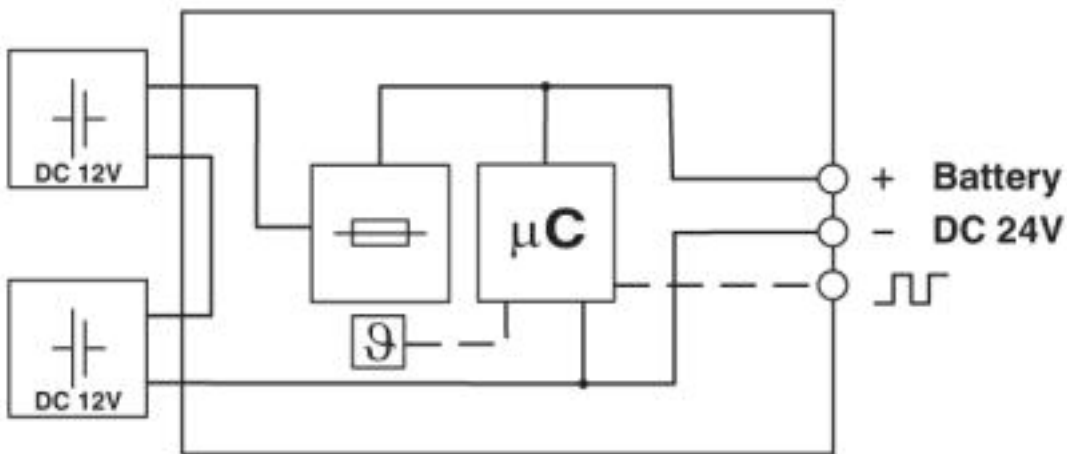 DC 12V
DC 12V
μC
ϑ
+ Battery
− DC 24V